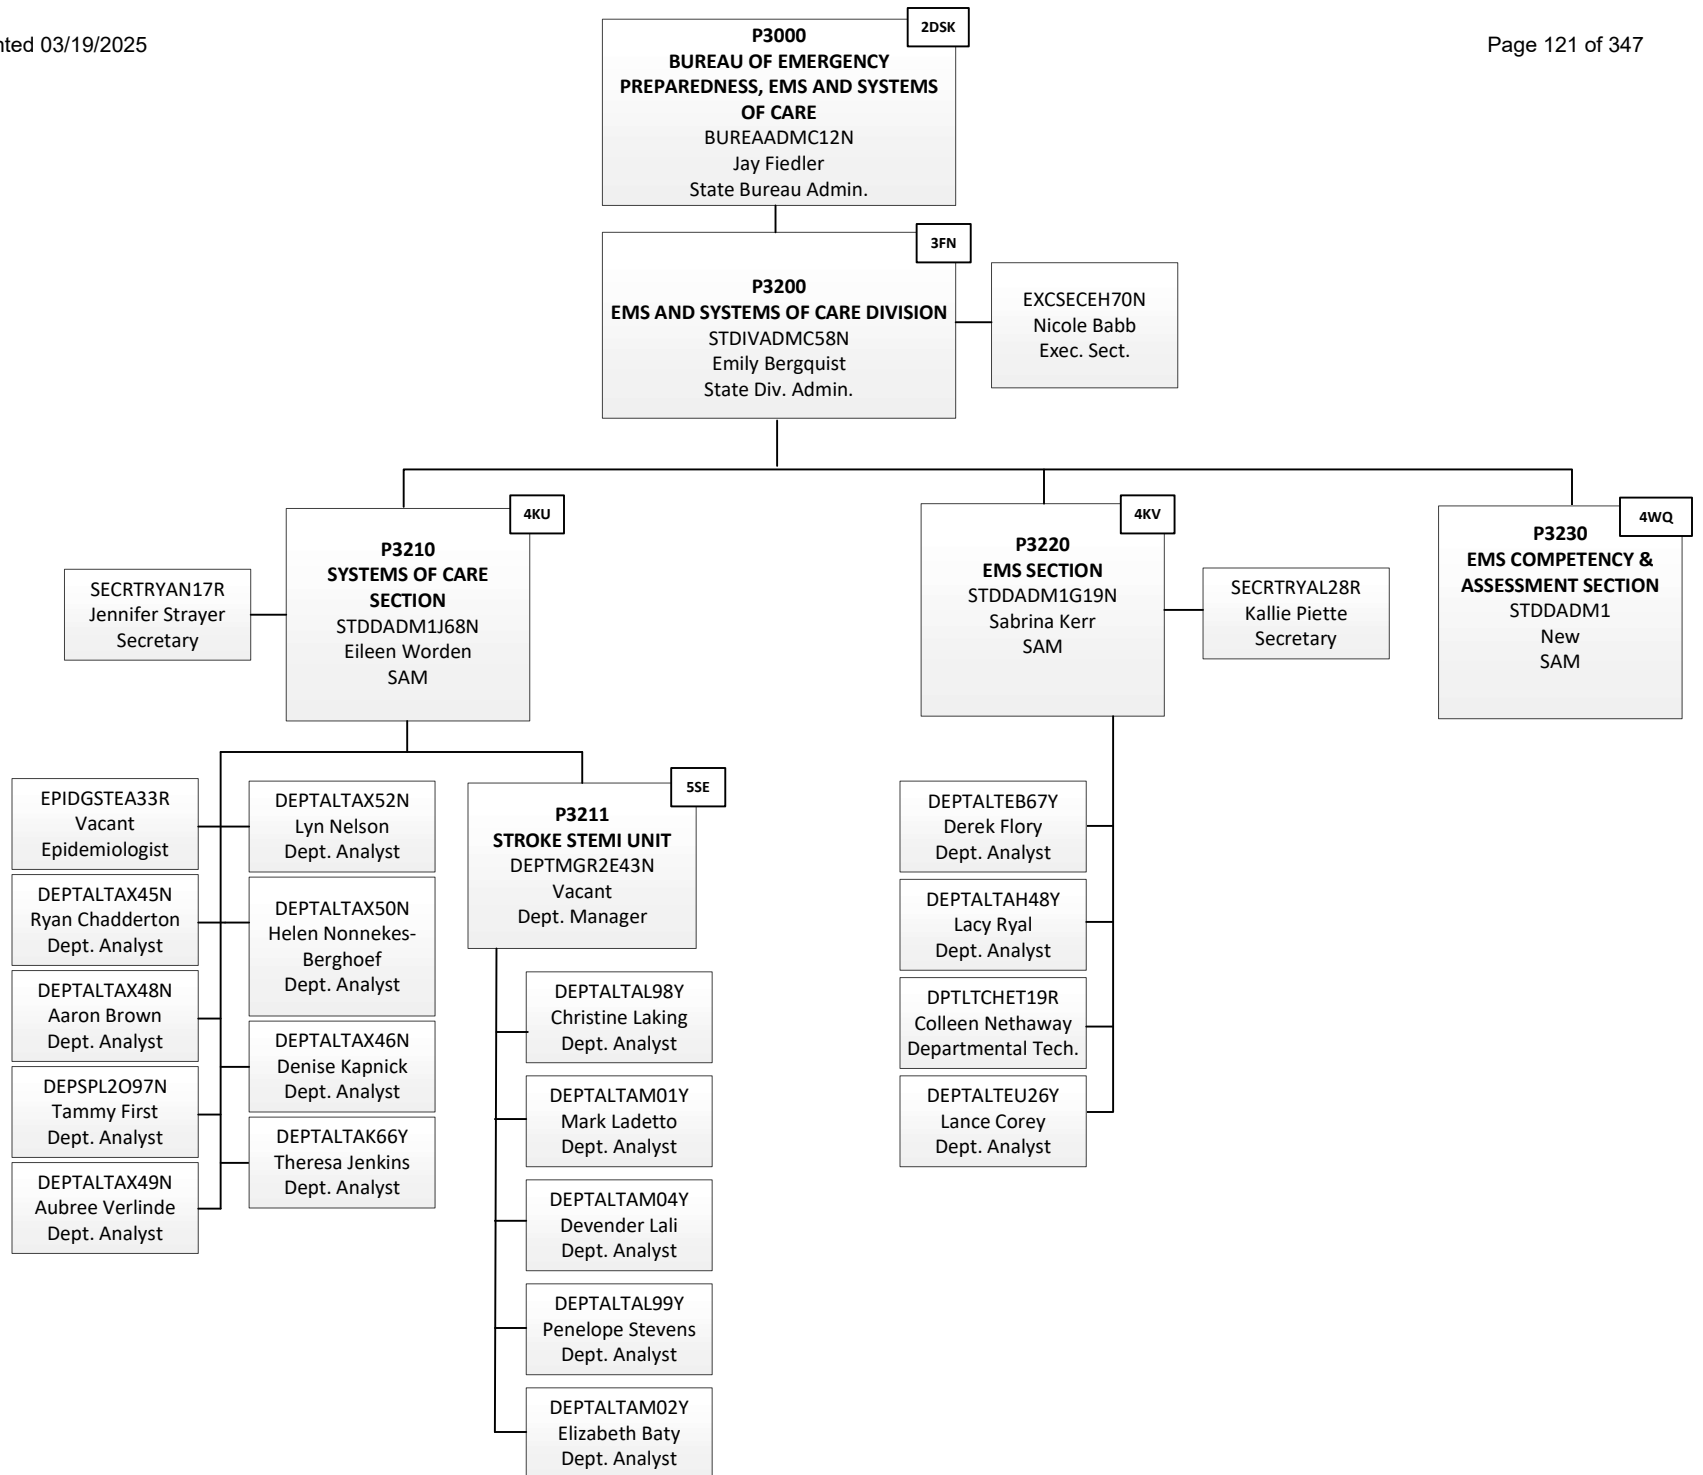 nted 03/19/2025
Page 121 of 347
2DSK
P3000
BUREAU OF EMERGENCY
PREPAREDNESS, EMS AND SYSTEMS
OF CARE
BUREAADMC12N
Jay Fiedler
State Bureau Admin.
3FN
P3200
EMS AND SYSTEMS OF CARE DIVISION
STDIVADMC58N
Emily Bergquist
State Div. Admin.
EXCSECEH70N
Nicole Babb
Exec. Sect.
4KU
P3210
SYSTEMS OF CARE
SECTION
STDDADM1J68N
Eileen Worden
SAM
SECRTRYAN17R
Jennifer Strayer
Secretary
4KV
P3220
EMS SECTION
STDDADM1G19N
Sabrina Kerr
SAM
SECRTRYAL28R
Kallie Piette
Secretary
4WQ
P3230
EMS COMPETENCY &
ASSESSMENT SECTION
STDDADM1
New
SAM
EPIDGSTEA33R
Vacant
Epidemiologist
DEPTALTAX45N
Ryan Chadderton
Dept. Analyst
DEPTALTAX48N
Aaron Brown
Dept. Analyst
DEPSPL2O97N
Tammy First
Dept. Analyst
DEPTALTAX49N
Aubree Verlinde
Dept. Analyst
DEPTALTAX52N
Lyn Nelson
Dept. Analyst
DEPTALTAX50N
Helen Nonnekes-
Berghoef
Dept. Analyst
DEPTALTAX46N
Denise Kapnick
Dept. Analyst
DEPTALTAK66Y
Theresa Jenkins
Dept. Analyst
5SE
P3211
STROKE STEMI UNIT
DEPTMGR2E43N
Vacant
Dept. Manager
DEPTALTAL98Y
Christine Laking
Dept. Analyst
DEPTALTAM01Y
Mark Ladetto
Dept. Analyst
DEPTALTAM04Y
Devender Lali
Dept. Analyst
DEPTALTAL99Y
Penelope Stevens
Dept. Analyst
DEPTALTAM02Y
Elizabeth Baty
Dept. Analyst
DEPTALTEB67Y
Derek Flory
Dept. Analyst
DEPTALTAH48Y
Lacy Ryal
Dept. Analyst
DPTLTCHET19R
Colleen Nethaway
Departmental Tech.
DEPTALTEU26Y
Lance Corey
Dept. Analyst